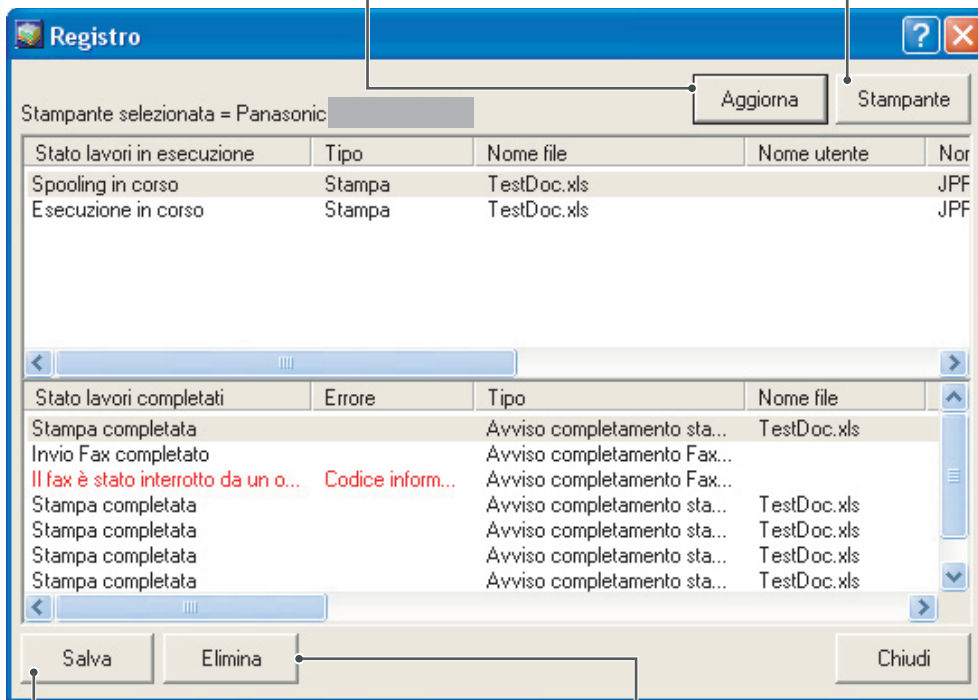 Registro
Aggiorna Stampante
Stampante selezionata = Panasonic
Stato lavori in esecuzione Tipo Nome file Nome utente Nor
Spooling in corso Stampa TestDoc.xls JPF
Esecuzione in corso Stampa TestDoc.xls JPF
Stato lavori completati Errore Tipo Nome file
Stampa completata Avviso completamento sta... TestDoc.xls
Invio Fax completato Avviso completamento Fax...
Il fax è stato interrotto da un o... Codice inform... Avviso completamento Fax...
Stampa completata Avviso completamento sta... TestDoc.xls
Stampa completata Avviso completamento sta... TestDoc.xls
Stampa completata Avviso completamento sta... TestDoc.xls
Stampa completata Avviso completamento sta... TestDoc.xls
Salva Elimina Chiudi